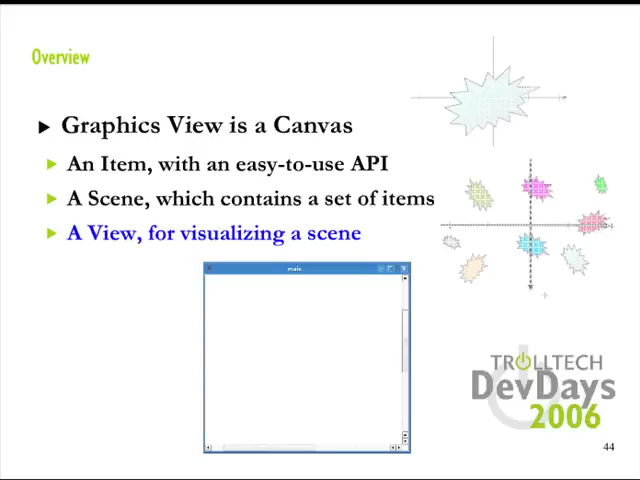 Overview
Graphics View is a Canvas
An Item, with an easy-to-use API
A Scene, which contains a set of items
A View, for visualizing a scene
main
TROLLTECH
DevDays
2006
44